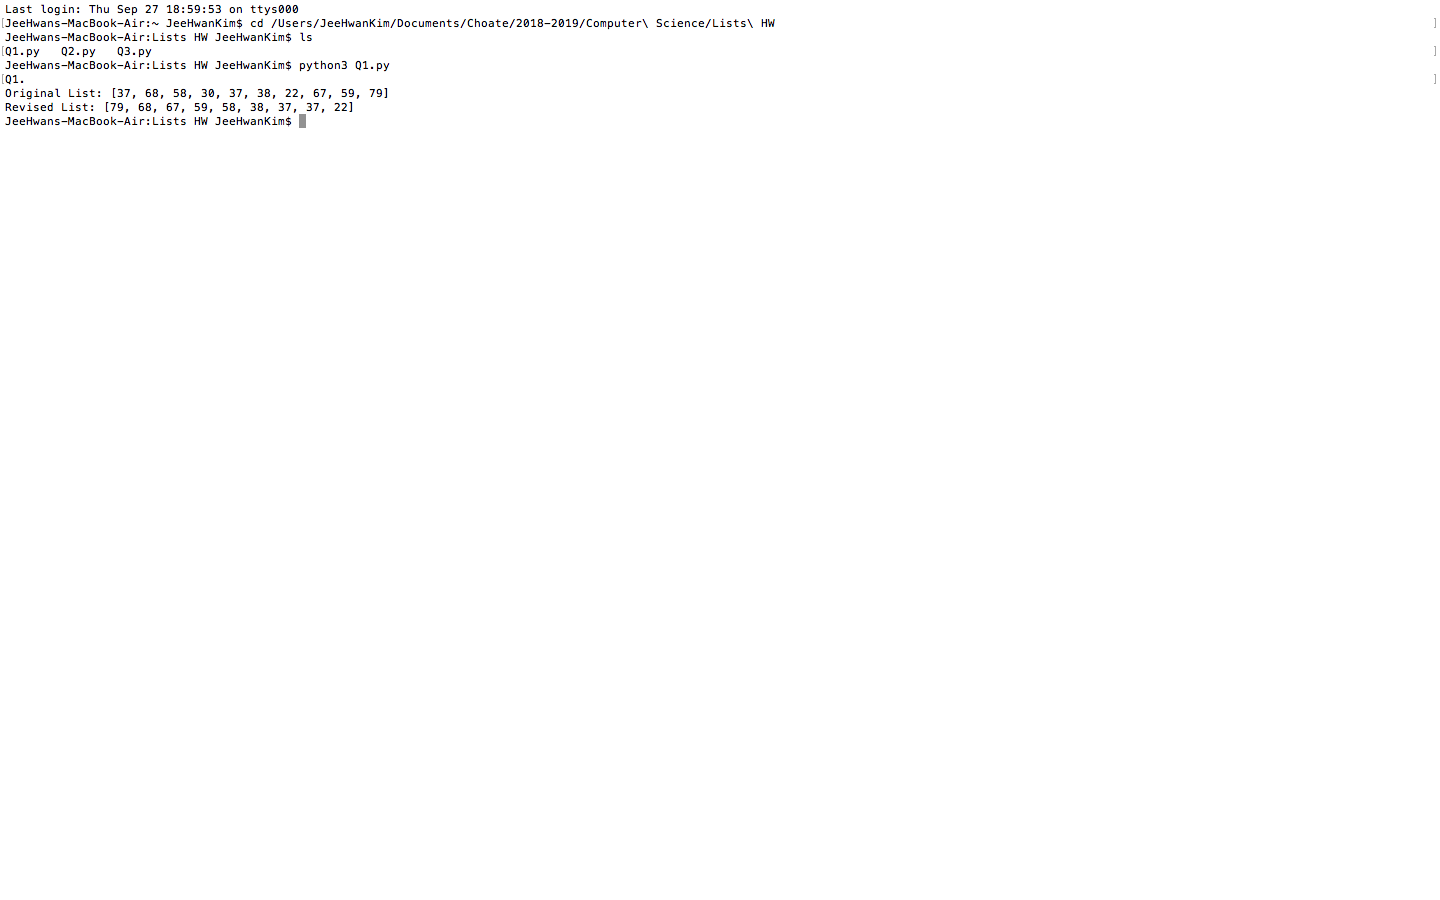 Last login: Thu Sep 27 18:59:53 on ttys000
[JeeHwans-MacBook-Air:~ JeeHwanKim$ cd /Users/JeeHwanKim/Documents/Choate/2018-2019/Computer\ Science/Lists\ HW ]
JeeHwans-MacBook-Air:Lists HW JeeHwanKim$ ls
[Q1.py   Q2.py   Q3.py ]
JeeHwans-MacBook-Air:Lists HW JeeHwanKim$ python3 Q1.py
[Q1. ]
Original List: [37, 68, 58, 30, 37, 38, 22, 67, 59, 79]
Revised List: [79, 68, 67, 59, 58, 38, 37, 37, 22]
JeeHwans-MacBook-Air:Lists HW JeeHwanKim$